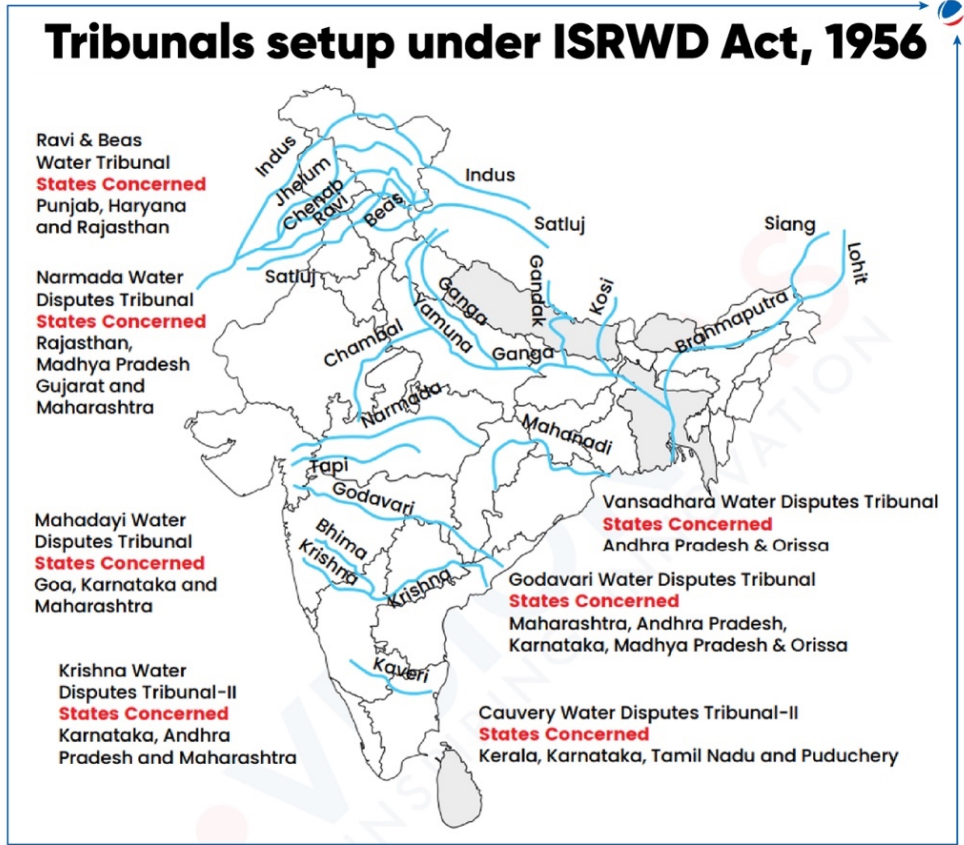 Tribunals setup under ISRWD Act, 1956
Ravi & Beas
Water Tribunal
States Concerned
Punjab, Haryana
and Rajasthan
Narmada Water
Disputes Tribunal
States Concerned
Rajasthan,
Madhya Pradesh
Gujarat and
Maharashtra
Mahadayi Water
Disputes Tribunal
States Concerned
Goa, Karnataka and
Maharashtra
Krishna Water
Disputes Tribunal-II
States Concerned
Karnataka, Andhra
Pradesh and Maharashtra
Indus
Jhelum
Chenab
Ravi
Beas
Indus
Satluj
Satluj
Siang
Lohit
Gandak
Kosi
Ganga
Yamuna
Chambal
Ganga
Brahmaputra
Narmada
Mahanadi
Tapi
Godavari
Bhima
Krishna
Krishna
Kaveri
Vansadhara Water Disputes Tribunal
States Concerned
Andhra Pradesh & Orissa
Godavari Water Disputes Tribunal
States Concerned
Maharashtra, Andhra Pradesh,
Karnataka, Madhya Pradesh & Orissa
Cauvery Water Disputes Tribunal-II
States Concerned
Kerala, Karnataka, Tamil Nadu and Puduchery